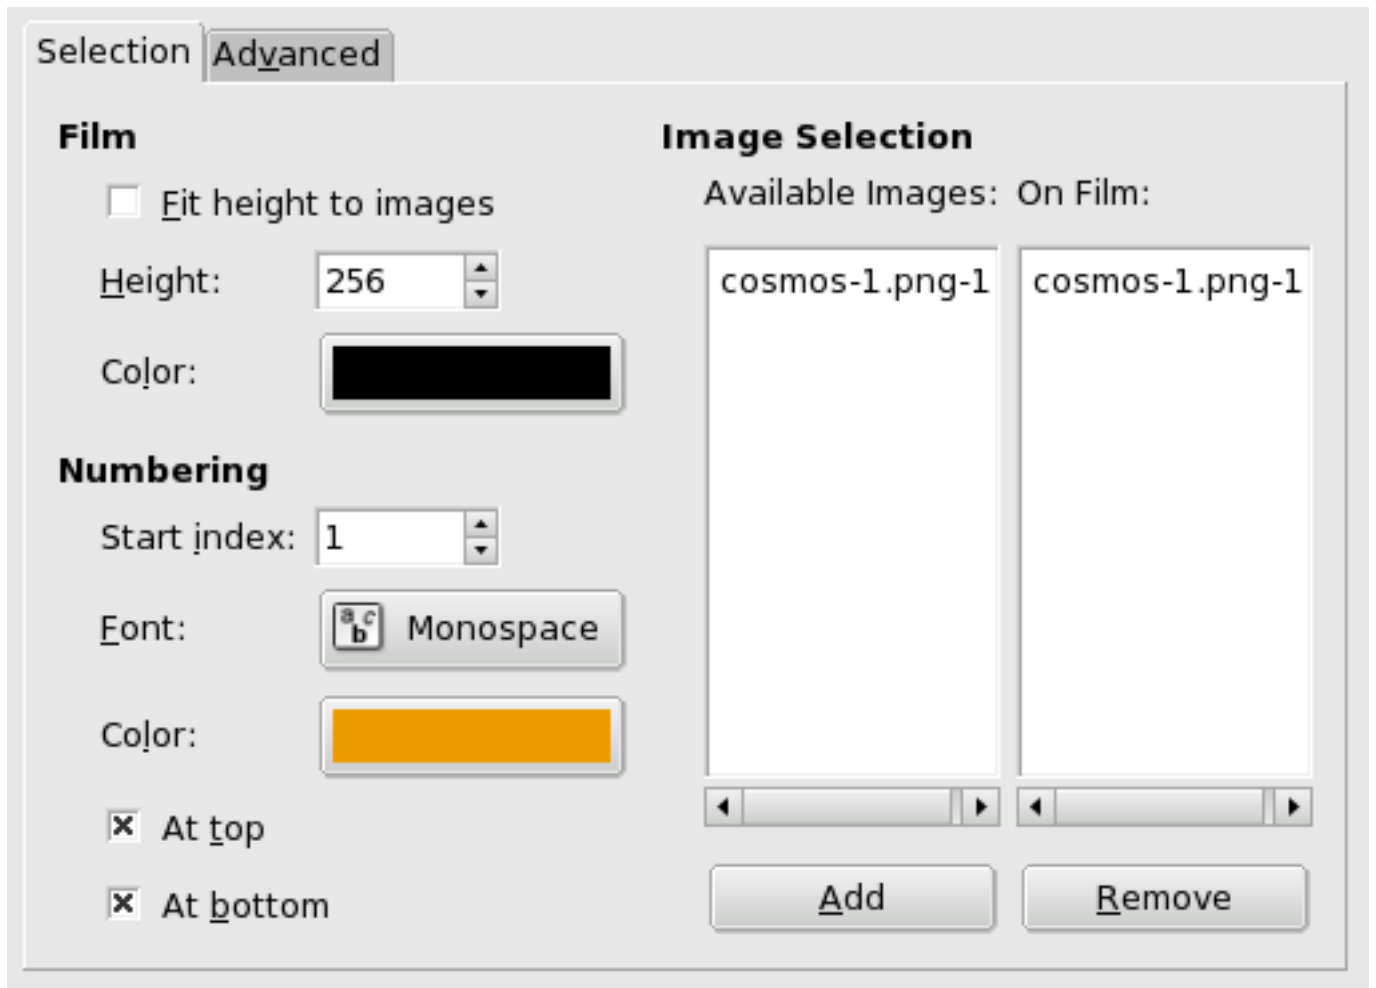 Selection
Advanced
Film
Fit height to images
Height:
256
Color:
Numbering
Start index:
1
Font:
a c b Monospace
Color:
At top
At bottom
Image Selection
Available Images:
On Film:
cosmos-1.png-1
cosmos-1.png-1
Add
Remove